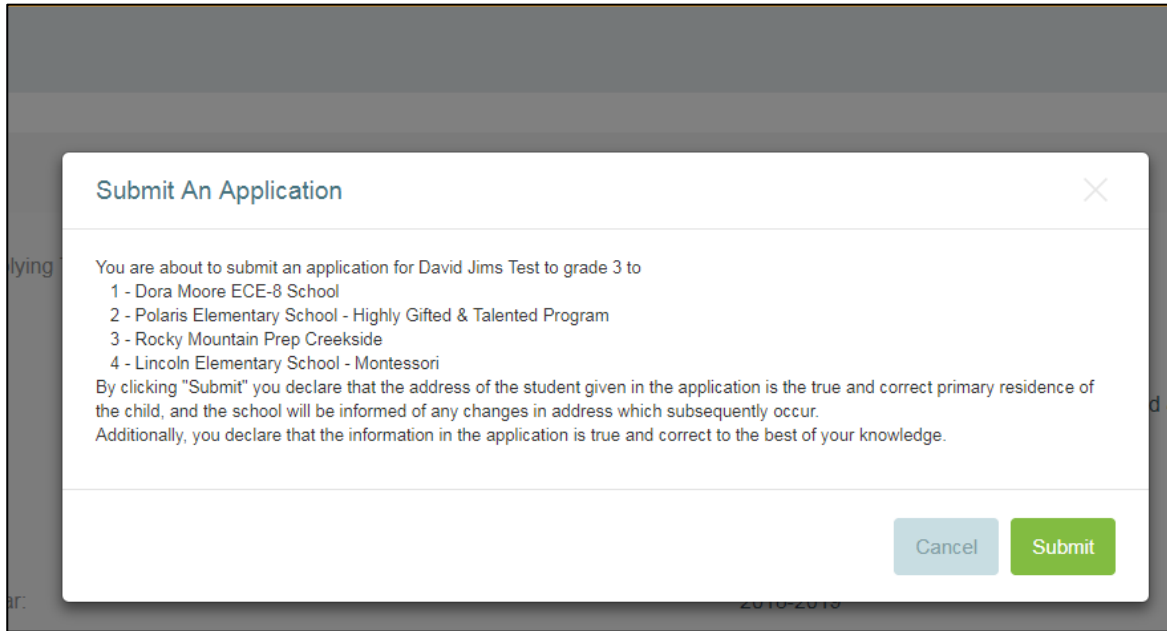 Submit An Application
lying
You are about to submit an application for David Jims Test to grade 3 to
1 - Dora Moore ECE-8 School
2 - Polaris Elementary School - Highly Gifted & Talented Program
3 - Rocky Mountain Prep Creekside
4 - Lincoln Elementary School - Montessori
By clicking "Submit" you declare that the address of the student given in the application is the true and correct primary residence of
the child, and the school will be informed of any changes in address which subsequently occur.
d
Additionally, you declare that the information in the application is true and correct to the best of your knowledge.
Cancel
Submit
ar:
2018-2019